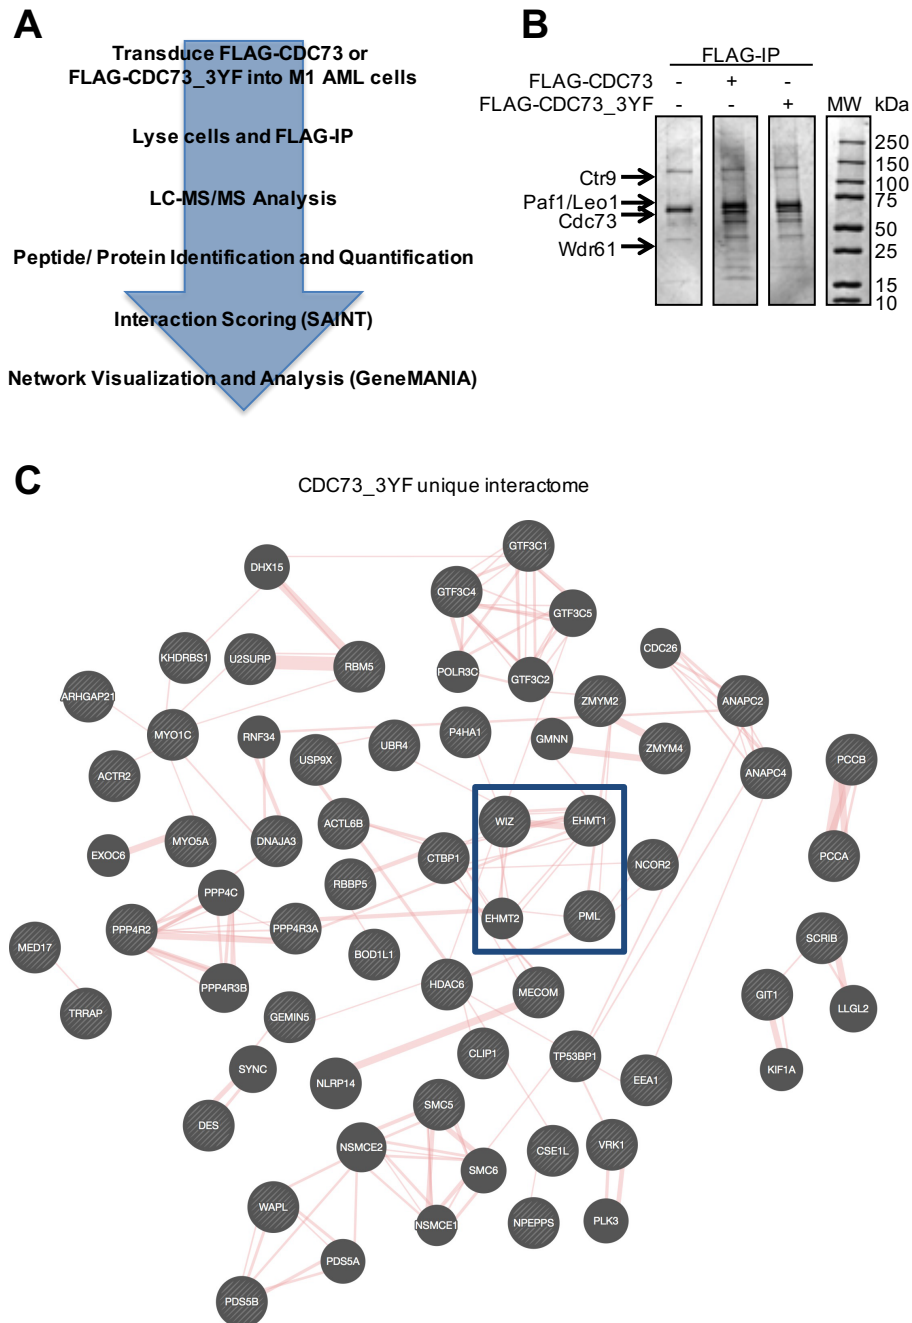 A
Transduce FLAG-CDC73 or
FLAG-CDC73_3YF into M1 AML cells
Lyse cells and FLAG-IP
LC-MS/MS Analysis
Peptide/ Protein Identification and Quantification
Interaction Scoring (SAINT)
Network Visualization and Analysis (GeneMANIA)
B
FLAG-IP
FLAG-CDC73 - + -
FLAG-CDC73_3YF - - + MW kDa
Ctr9
Paf1/Leo1
Cdc73
Wdr61
250
150
100
75
50
25
15
10
C
CDC73_3YF unique interactome
GTF3C1
DHX15
GTF3C4
GTF3C5
KHDRBS1
U2SURP
RBM5
POLR3C
GTF3C2
CDC26
ARHGAP21
ZMYM2
ANAPC2
MYO1C
RNF34
UBR4
P4HA1
GMNN
ZMYM4
USP9X
ACTR2
ANAPC4
PCCB
ACTL6B
WIZ
EHMT1
EXOC6
MYO5A
DNAJA3
CTBP1
NCOR2
PCCA
RBBP5
PPP4C
PPP4R2
PPP4R3A
EHMT2
PML
MED17
BOD1L1
SCRIB
PPP4R3B
HDAC6
MECOM
GIT1
LLGL2
TRRAP
GEMIN5
SYNC
NLRP14
CLIP1
TP53BP1
EEA1
KIF1A
DES
SMC5
NSMCE2
SMC6
CSE1L
VRK1
WAPL
NSMCE1
NPEPPS
PLK3
PDS5A
PDS5B